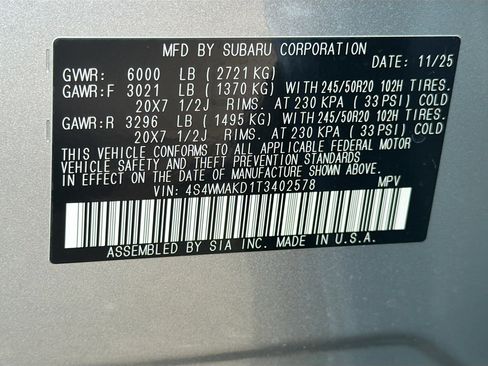 MFD BY SUBARU CORPORATION
DATE: 11/25
GVWR: 6000 LB (2721 KG)
GAWR:F 3021 LB (1370 KG) WITH 245/50R20 102H TIRES.
20X7 1/2J RIMS. AT 230 KPA (33 PSI) COLD
GAWR:R 3296 LB (1495 KG) WITH 245/50R20 102H TIRES.
20X7 1/2J RIMS. AT 230 KPA (33 PSI) COLD
THIS VEHICLE CONFORMS TO ALL APPLICABLE FEDERAL MOTOR
VEHICLE SAFETY AND THEFT PREVENTION STANDARDS IN
EFFECT ON THE DATE OF MANUFACTURE SHOWN ABOVE.
VIN: 4S4WMAKD1T3402578 MPV
ASSEMBLED BY SIA INC. MADE IN U.S.A.